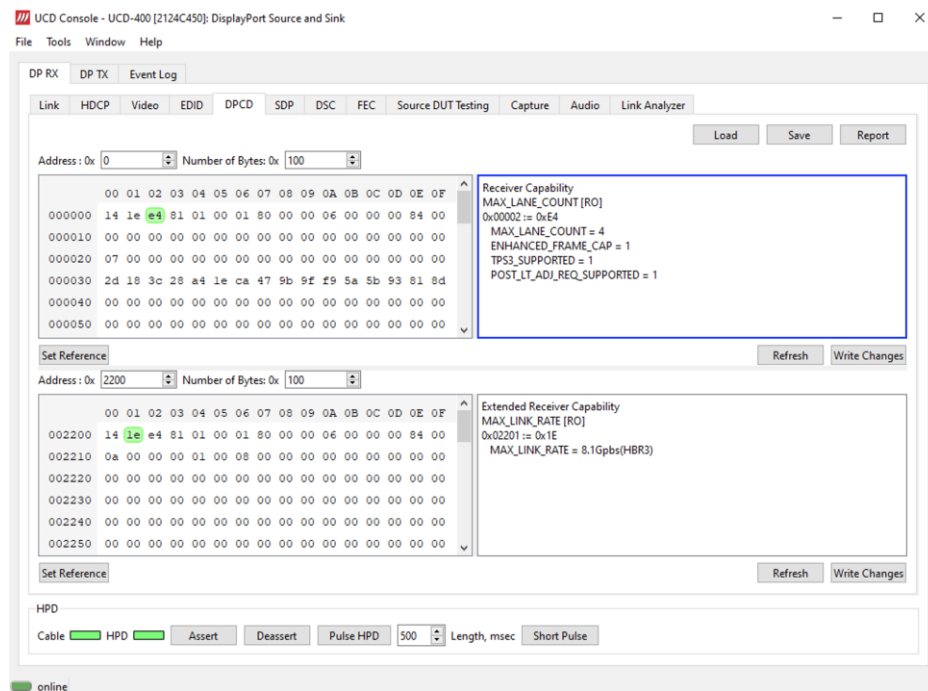 UCD Console - UCD-400 [2124C450]: DisplayPort Source and Sink
File Tools Window Help
DP RX DP TX Event Log
Link HDCP Video EDID DPCD SDP DSC FEC Source DUT Testing Capture Audio Link Analyzer
Load Save Report
Address : 0x 0 Number of Bytes: 0x 100
00 01 02 03 04 05 06 07 08 09 0A 0B 0C 0D 0E 0F
000000 14 1e e4 81 01 00 01 80 00 00 06 00 00 00 84 00
000010 00 00 00 00 00 00 00 00 00 00 00 00 00 00 00 00
000020 07 00 00 00 00 00 00 00 00 00 00 00 00 00 00 00
000030 2d 18 3c 28 a4 1e ca 47 9b 9f f9 5a 5b 93 81 8d
000040 00 00 00 00 00 00 00 00 00 00 00 00 00 00 00 00
000050 00 00 00 00 00 00 00 00 00 00 00 00 00 00 00 00
Receiver Capability
MAX_LANE_COUNT [RO]
0x00002 := 0xE4
MAX_LANE_COUNT = 4
ENHANCED_FRAME_CAP = 1
TPS3_SUPPORTED = 1
POST_LT_ADJ_REQ_SUPPORTED = 1
Set Reference Refresh Write Changes
Address : 0x 2200 Number of Bytes: 0x 100
00 01 02 03 04 05 06 07 08 09 0A 0B 0C 0D 0E 0F
002200 14 1e e4 81 01 00 01 80 00 00 06 00 00 00 84 00
002210 0a 00 00 00 01 00 08 00 00 00 00 00 00 00 00 00
002220 00 00 00 00 00 00 00 00 00 00 00 00 00 00 00 00
002230 00 00 00 00 00 00 00 00 00 00 00 00 00 00 00 00
002240 00 00 00 00 00 00 00 00 00 00 00 00 00 00 00 00
002250 00 00 00 00 00 00 00 00 00 00 00 00 00 00 00 00
Extended Receiver Capability
MAX_LINK_RATE [RO]
0x02201 := 0x1E
MAX_LINK_RATE = 8.1Gpbs(HBR3)
Set Reference Refresh Write Changes
HPD
Cable HPD Assert Deassert Pulse HPD 500 Length, msec Short Pulse
online